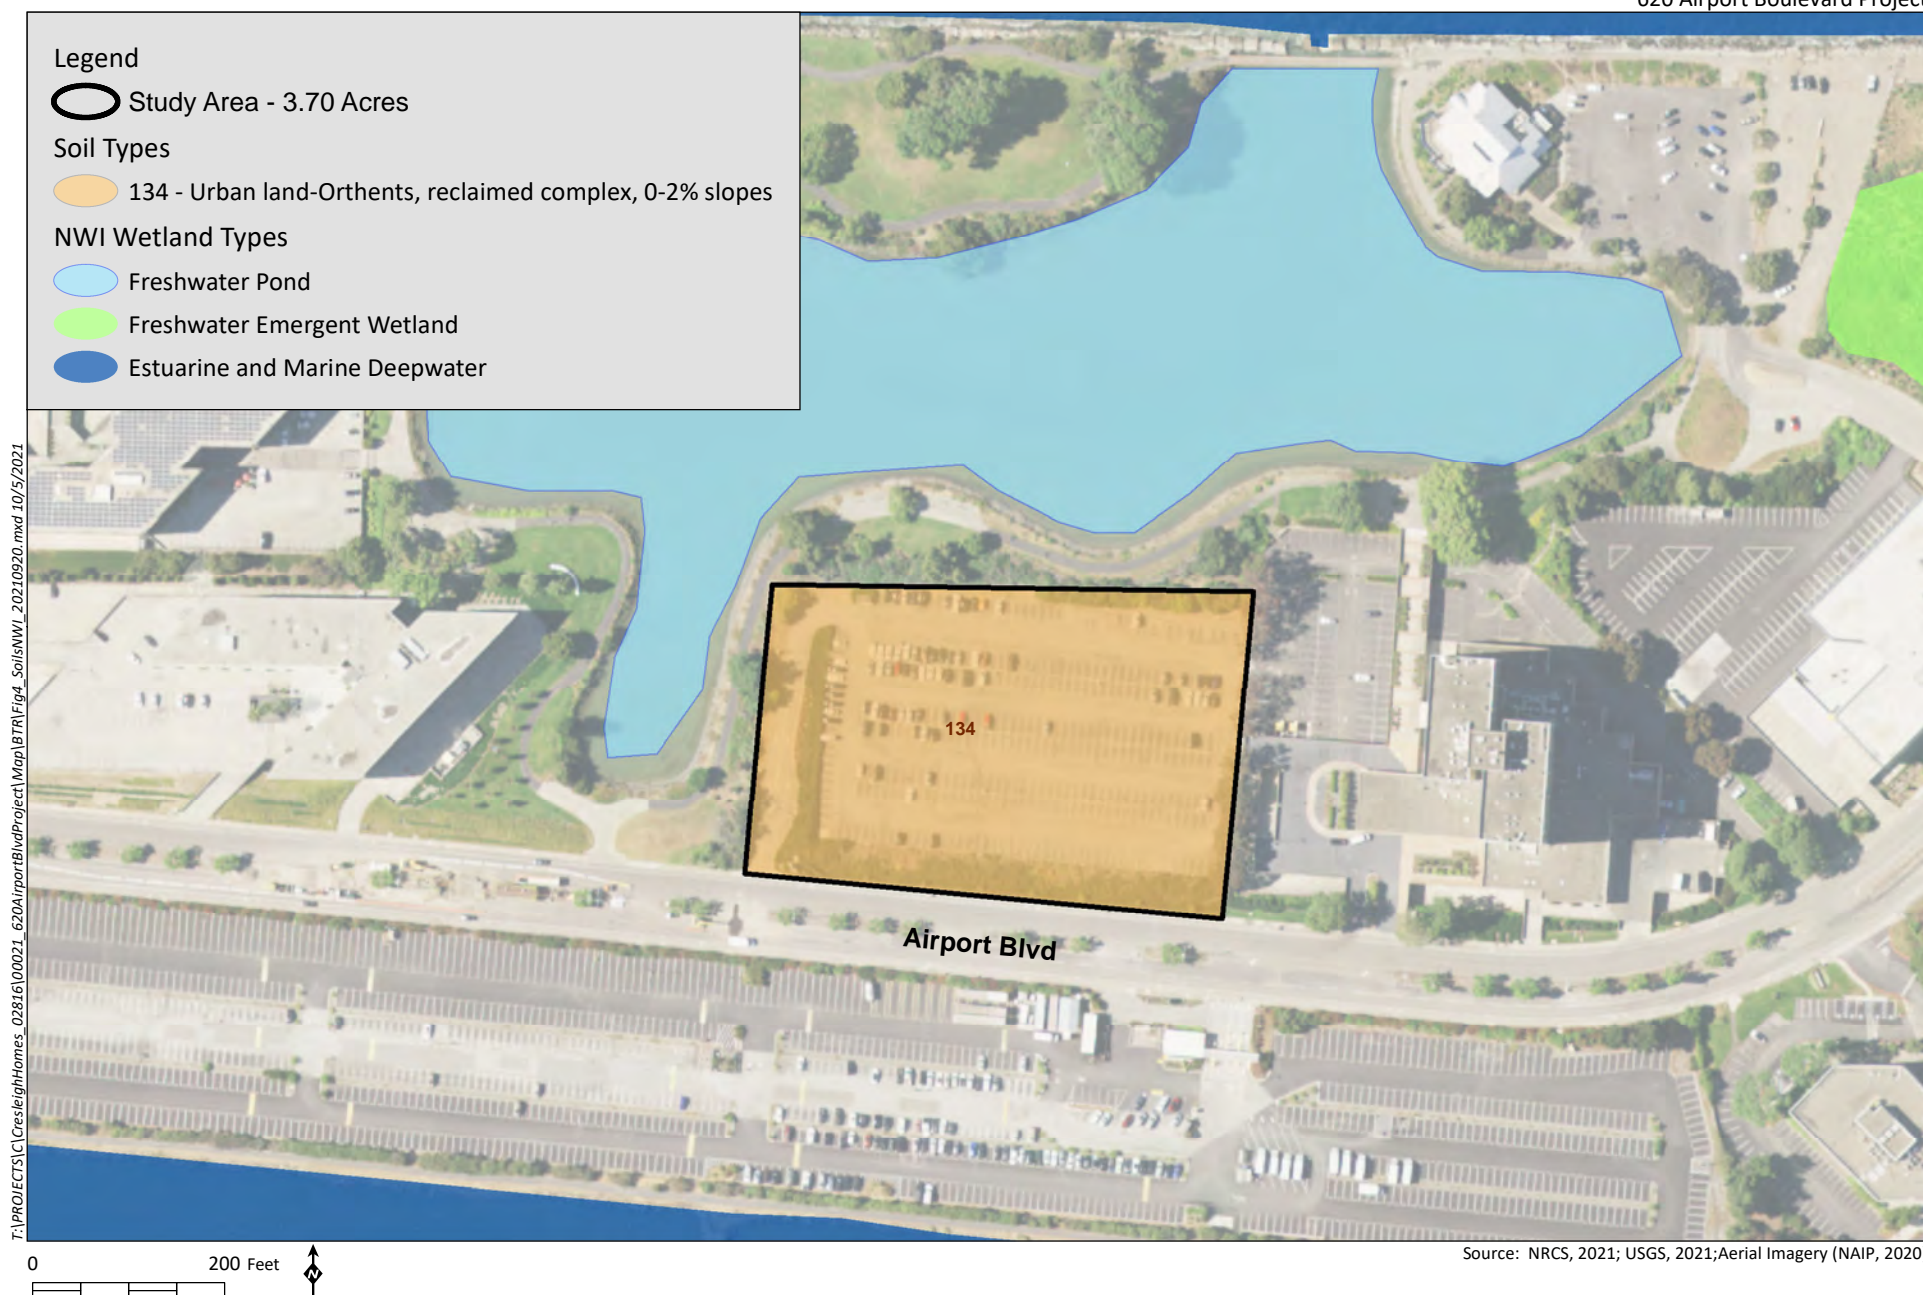 620 Airport Boulevard Project
Legend
Study Area - 3.70 Acres
Soil Types
134 - Urban land-Orthents, reclaimed complex, 0-2% slopes
NWI Wetland Types
Freshwater Pond
Freshwater Emergent Wetland
Estuarine and Marine Deepwater
134
Airport Blvd
T:\PROJECTS\C\CresleighHomes_02816\00021_620AirportBlvdProject\Map\BTR\Fig4_SoilsNWI_20210920.mxd 10/5/2021
0 200 Feet
N
Source: NRCS, 2021; USGS, 2021;Aerial Imagery (NAIP, 2020